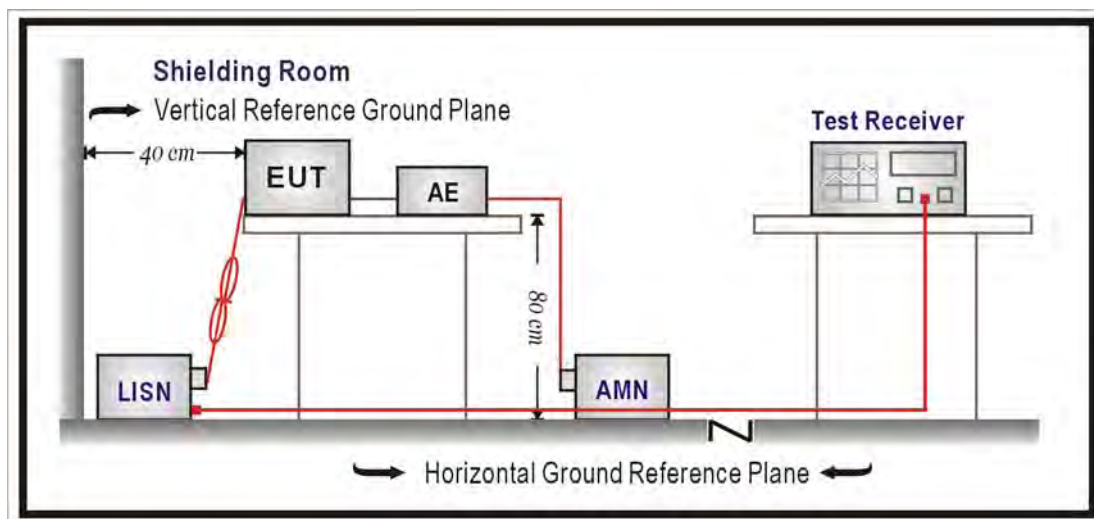 Shielding Room
Vertical Reference Ground Plane
Test Receiver
40 cm
EUT
AE
80 cm
LISN
AMN
Horizontal Ground Reference Plane